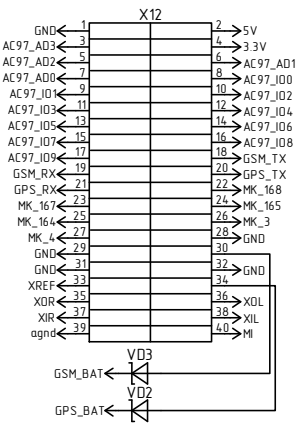 X12
GND 1 2 5V
AC97_AD3 3 4 3.3V
AC97_AD2 5 6 AC97_AD1
AC97_AD0 7 8 AC97_IO0
AC97_IO1 9 10 AC97_IO2
AC97_IO3 11 12 AC97_IO4
AC97_IO5 13 14 AC97_IO6
AC97_IO7 15 16 AC97_IO8
AC97_IO9 17 18 GSM_TX
GSM_RX 19 20 GPS_TX
GPS_RX 21 22 MK_168
MK_167 23 24 MK_165
MK_164 25 26 MK_3
MK_4 27 28 GND
GND 29 30
GND 31 32 GND
XREF 33 34
XOR 35 36 XOL
XIR 37 38 XIL
agnd 39 40 MI
VD3
GSM_BAT
VD2
GPS_BAT